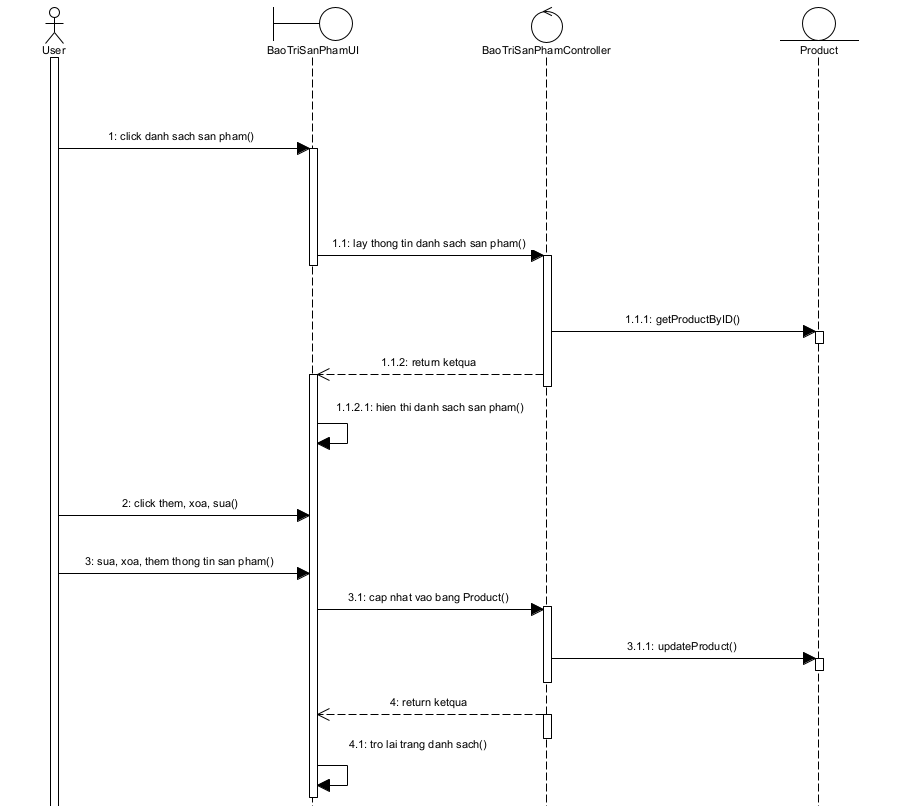 User
BaoTriSanPhamUI
BaoTriSanPhamController
Product
1: click danh sach san pham()
1.1: lay thong tin danh sach san pham()
1.1.1: getProductByID()
1.1.2: return ketqua
1.1.2.1: hien thi danh sach san pham()
2: click them, xoa, sua()
3: sua, xoa, them thong tin san pham()
3.1: cap nhat vao bang Product()
3.1.1: updateProduct()
4: return ketqua
4.1: tro lai trang danh sach()